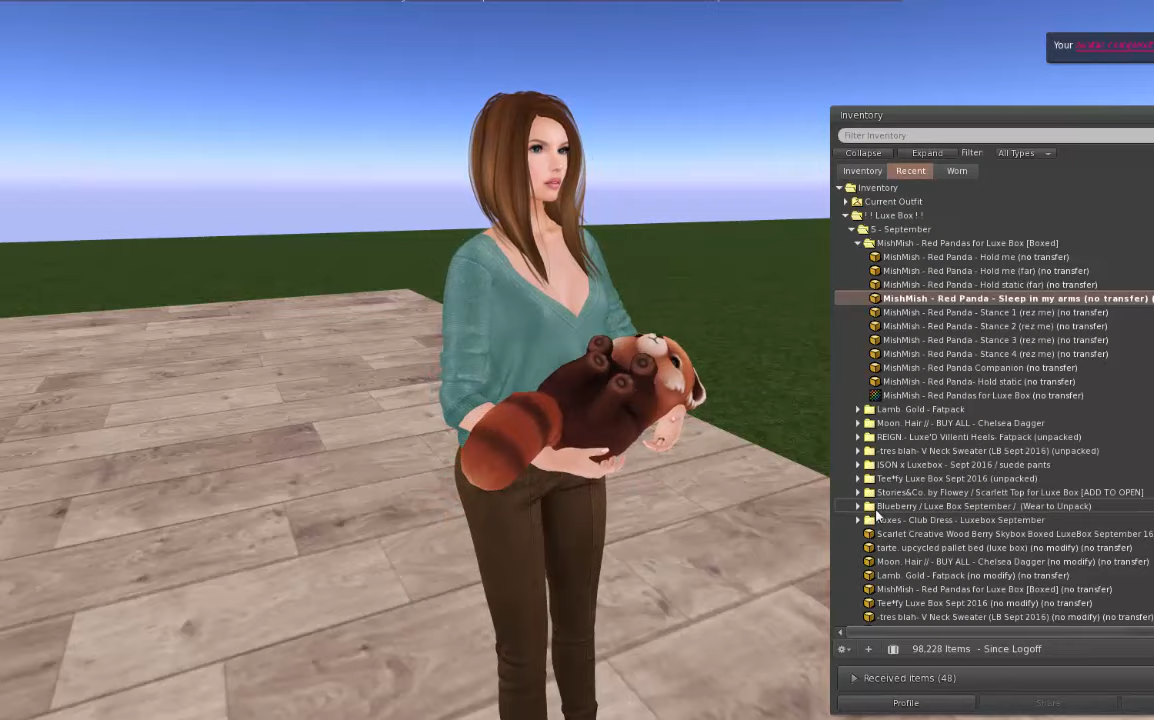 Your
Inventory
Filter Inventory
Collapse Expand Filter: All Types
Inventory Recent Worn
Inventory
Current Outfit
! ! Luxe Box ! !
5 - September
MishMish - Red Pandas for Luxe Box [Boxed]
MishMish - Red Panda - Hold me (no transfer)
MishMish - Red Panda - Hold me (far) (no transfer)
MishMish - Red Panda - Hold static (far) (no transfer)
MishMish - Red Panda - Sleep in my arms (no transfer) (
MishMish - Red Panda - Stance 1 (rez me) (no transfer)
MishMish - Red Panda - Stance 2 (rez me) (no transfer)
MishMish - Red Panda - Stance 3 (rez me) (no transfer)
MishMish - Red Panda - Stance 4 (rez me) (no transfer)
MishMish - Red Panda Companion (no transfer)
MishMish - Red Panda- Hold static (no transfer)
MishMish - Red Pandas for Luxe Box (no transfer)
Lamb. Gold - Fatpack
Moon. Hair // - BUY ALL - Chelsea Dagger
REIGN.- Luxe'D Villenti Heels- Fatpack (unpacked)
-tres blah- V Neck Sweater (LB Sept 2016) (unpacked)
ISON x Luxebox - Sept 2016 / suede pants
Tee*fy Luxe Box Sept 2016 (unpacked)
Stories&Co. by Flowey / Scarlett Top for Luxe Box [ADD TO OPEN]
Blueberry / Luxe Box September / (Wear to Unpack)
- Club Dress - Luxebox September
Scarlet Creative Wood Berry Skybox Boxed LuxeBox September 16
tarte. upcycled pallet bed (luxe box) (no modify) (no transfer)
Moon. Hair // - BUY ALL - Chelsea Dagger (no modify) (no transfer)
Lamb. Gold - Fatpack (no modify) (no transfer)
MishMish - Red Pandas for Luxe Box [Boxed] (no transfer)
Tee*fy Luxe Box Sept 2016 (no modify) (no transfer)
-tres blah- V Neck Sweater (LB Sept 2016) (no modify) (no transfer)
98,228 Items - Since Logoff
Received items (48)
Profile Share